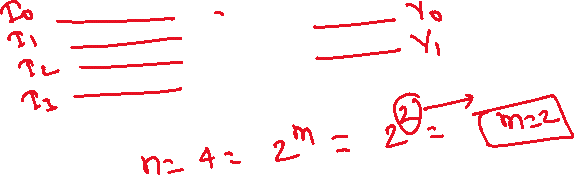 I0 Y0
I1 Y1
I2
I3
n = 4 = 2^m = 2^2 = m=2